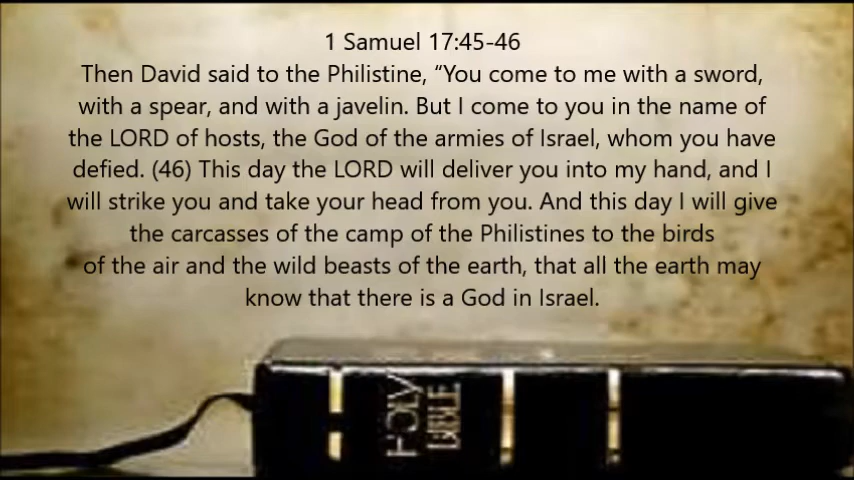 1 Samuel 17:45-46
Then David said to the Philistine, “You come to me with a sword,
with a spear, and with a javelin. But I come to you in the name of
the LORD of hosts, the God of the armies of Israel, whom you have
defied. (46) This day the LORD will deliver you into my hand, and I
will strike you and take your head from you. And this day I will give
the carcasses of the camp of the Philistines to the birds
of the air and the wild beasts of the earth, that all the earth may
know that there is a God in Israel.
HOLY
BIBLE